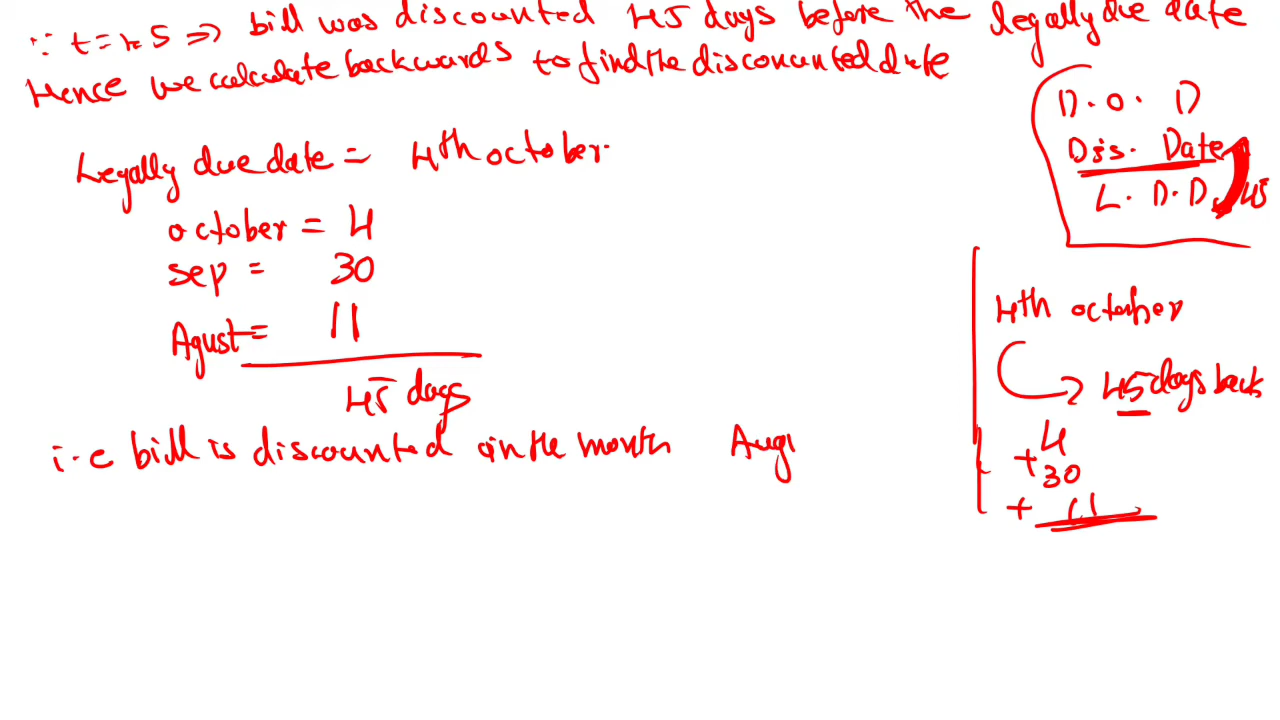 ∵ t = 45 ⇒ bill was discounted 45 days before the legally due date
Hence we calculate backwards to find the discounted date
Legally due date = 4th october.
october = 4
sep = 30
Agust = 11
45 days
i.e bill is discounted in the month Aug
D. O. D
Dis. Date
L. D. D. 45
4th october
45 days back
4
+ 30
+ 11